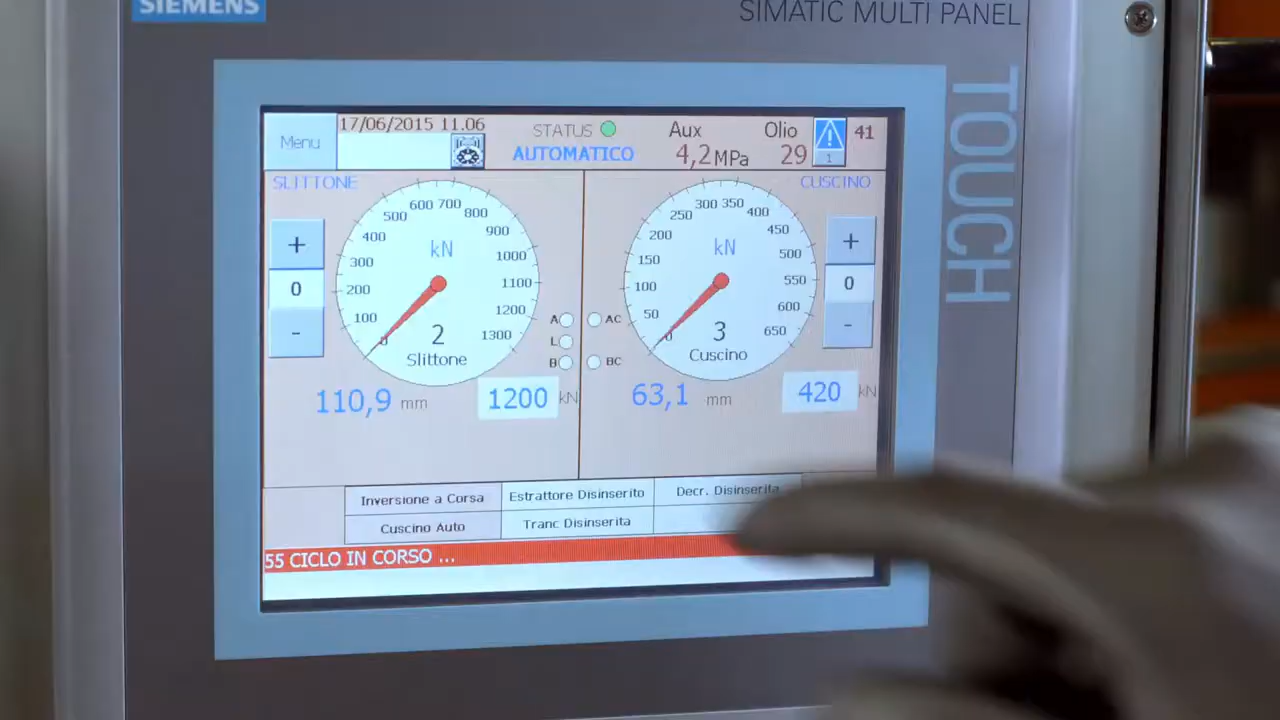 SIEMENS
SIMATIC MULTI PANEL
TOUCH
Menu
17/06/2015 11.06
STATUS
AUTOMATICO
Aux
4,2 MPa
Olio
29
1
41
SLITTONE
+
0
-
0 100 200 300 400 500 600 700 800 900 1000 1100 1200 1300
kN
2
Slittone
110,9 mm
1200 kN
A
L
B
AC
BC
CUSCINO
0 50 100 150 200 250 300 350 400 450 500 550 600 650
kN
3
Cuscino
+
0
-
63,1 mm
420 kN
Inversione a Corsa
Estrattore Disinserito
Decr. Disinserita
Cuscino Auto
Tranc Disinserita
55 CICLO IN CORSO ...